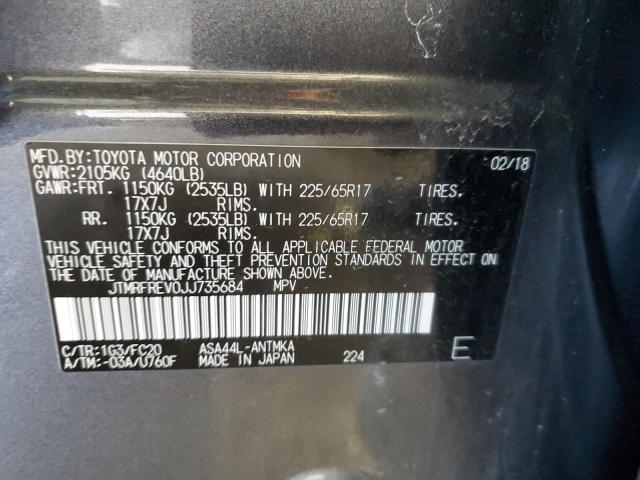 MFD. BY: TOYOTA MOTOR CORPORATION 02/18
GVWR: 2105KG (4640LB)
GAWR: FRT. 1150KG (2535LB) WITH 225/65R17 TIRES.
17X7J RIMS.
RR. 1150KG (2535LB) WITH 225/65R17 TIRES.
17X7J RIMS.
THIS VEHICLE CONFORMS TO ALL APPLICABLE FEDERAL MOTOR
VEHICLE SAFETY AND THEFT PREVENTION STANDARDS IN EFFECT ON
THE DATE OF MANUFACTURE SHOWN ABOVE.
JTMRFREV0JJ735684 MPV
C/TR: 1G3/FC20 ASA44L-ANTMKA
A/TM: -03A/U760F MADE IN JAPAN 224 E